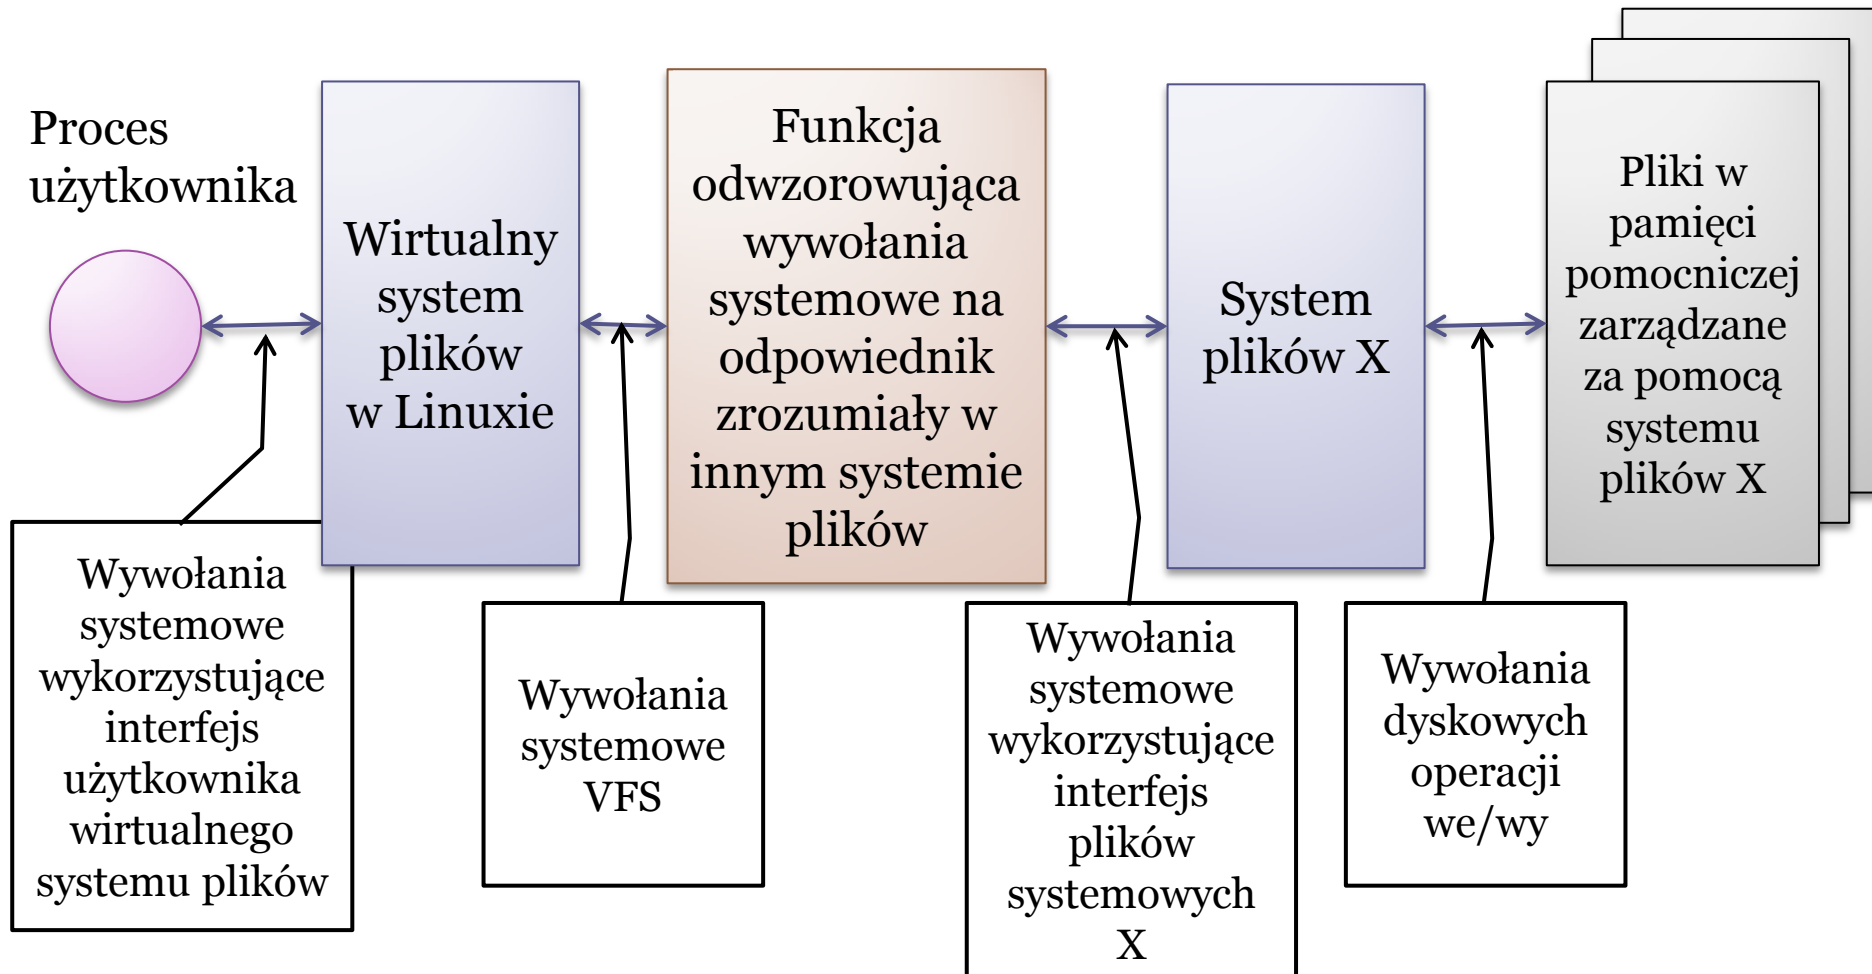 Proces
użytkownika
Wirtualny
system
plików
w Linuxie
Funkcja
odwzorowująca
wywołania
systemowe na
odpowiednik
zrozumiały w
innym systemie
plików
System
plików X
Pliki w
pamięci
pomocniczej
zarządzane
za pomocą
systemu
plików X
Wywołania
systemowe
wykorzystujące
interfejs
użytkownika
wirtualnego
systemu plików
Wywołania
systemowe
VFS
Wywołania
systemowe
wykorzystujące
interfejs
plików
systemowych
X
Wywołania
dyskowych
operacji
we/wy